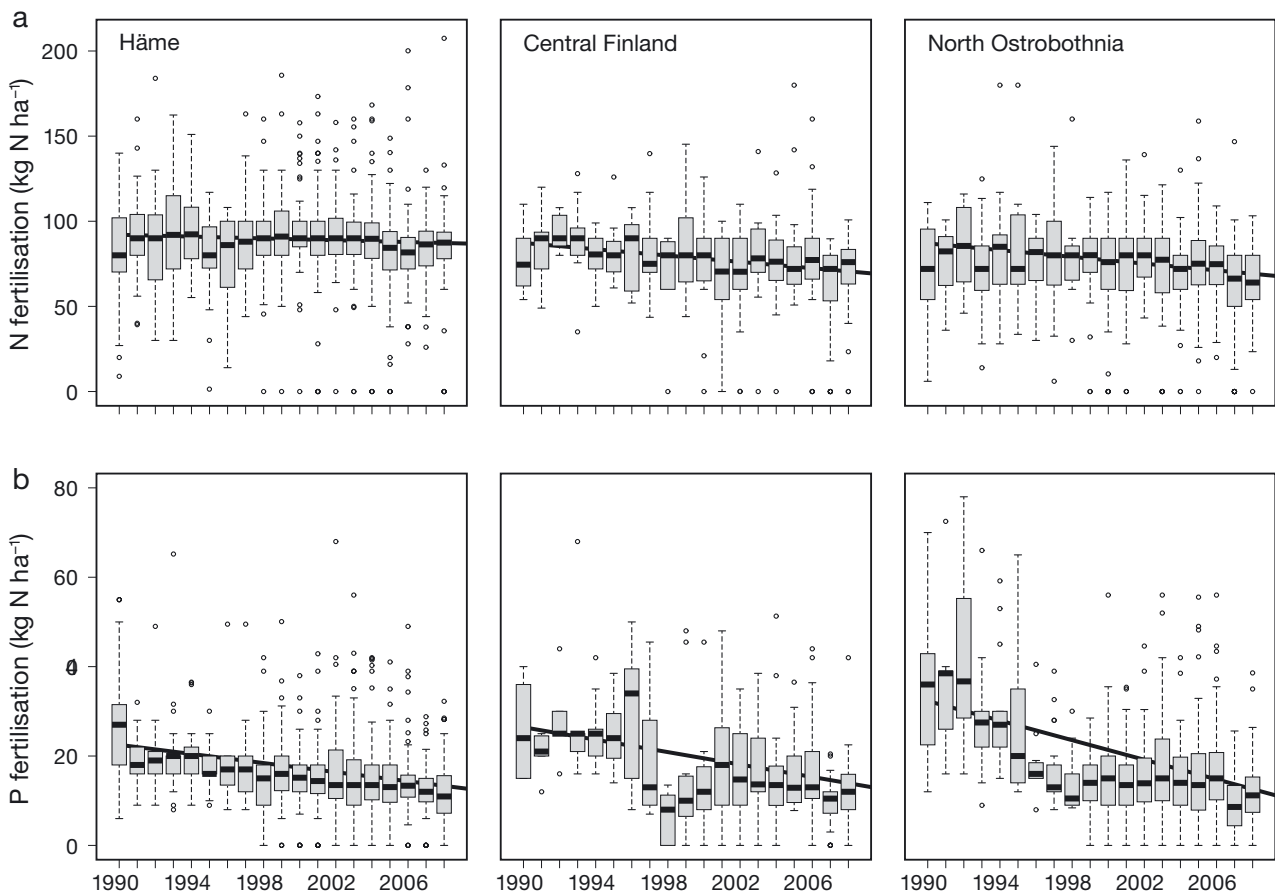 a
Häme
Central Finland
North Ostrobothnia
N fertilisation (kg N ha⁻¹)
200
150
100
50
0
b
P fertilisation (kg N ha⁻¹)
80
60
40
20
0
1990 1994 1998 2002 2006
1990 1994 1998 2002 2006
1990 1994 1998 2002 2006